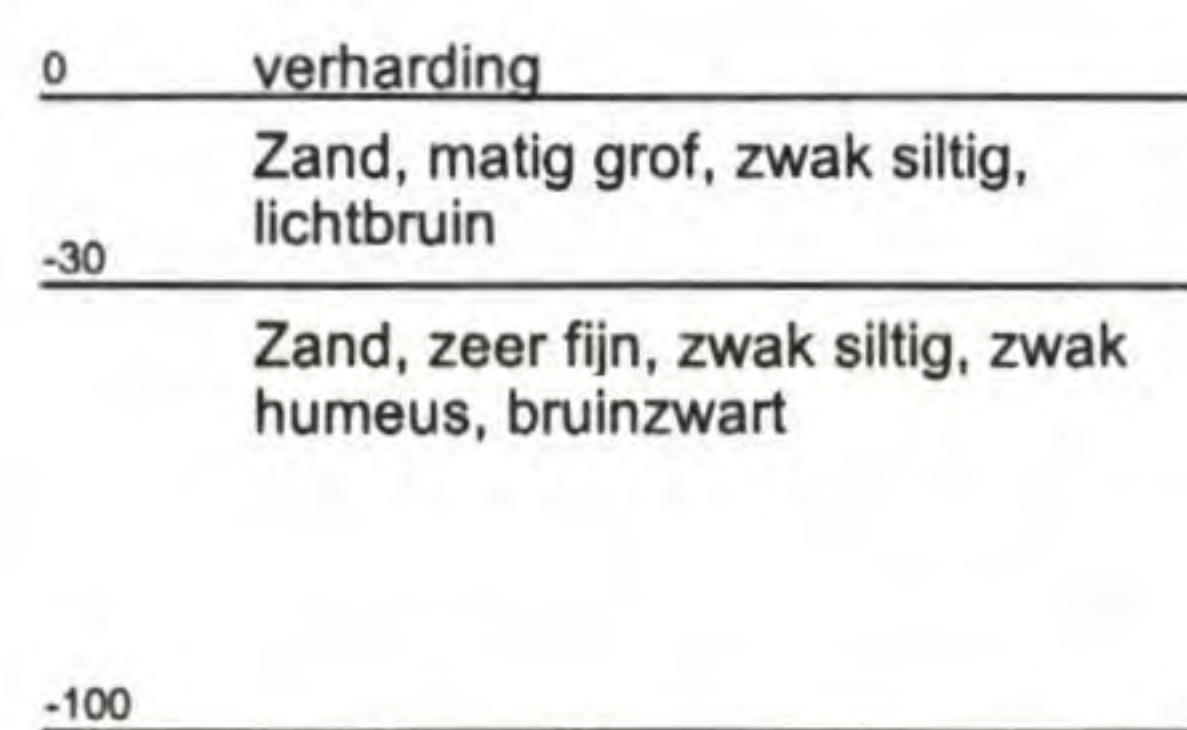 0 verharding
Zand, matig grof, zwak siltig,
lichtbruin
-30
Zand, zeer fijn, zwak siltig, zwak
humeus, bruinzwart
-100